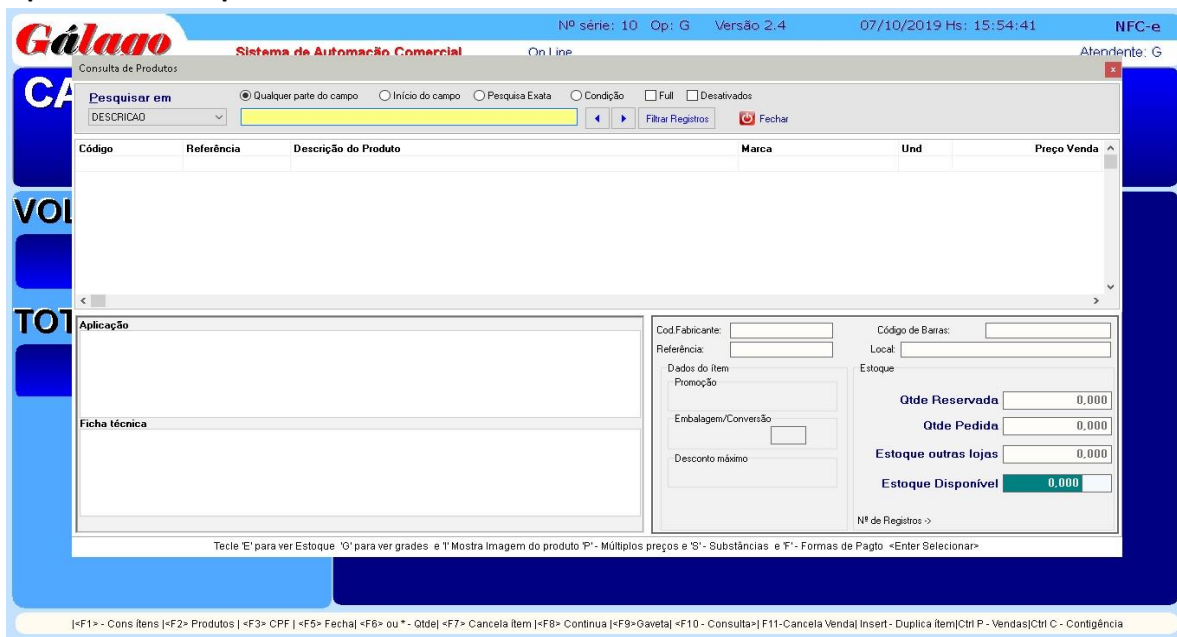 Nº série: 10 Op: G Versão 2.4 07/10/2019 Hs: 15:54:41 NFC-e
Gálago
Sistema de Automação Comercial On Line Atendente: G
Consulta de Produtos x
CA
Pesquisar em Qualquer parte do campo Início do campo Pesquisa Exata Condição Full Desativados
DESCRICAO Filtrar Registros Fechar
Código Referência Descrição do Produto Marca Und Preço Venda
VOL
TOT
Aplicação
Cod.Fabricante: Código de Barras:
Referência: Local:
Dados do ítem Estoque
Promoção
Qtde Reservada 0,000
Ficha técnica
Embalagem/Conversão
Qtde Pedida 0,000
Desconto máximo
Estoque outras lojas 0,000
Estoque Disponível 0,000
Nª de Registros ->
Tecle 'E' para ver Estoque 'G' para ver grades e 'I' Mostra Imagem do produto 'P' - Múltiplos preços e 'S' - Substâncias e 'F' - Formas de Pagto <Enter Selecionar>
|<F1> - Cons ítens |<F2> Produtos | <F3> CPF | <F5> Fecha| <F6> ou * - Qtde| <F7> Cancela ítem |<F8> Continua |<F9>Gaveta| <F10 - Consulta>| F11-Cancela Venda| Insert - Duplica ítem|Ctrl P - Vendas|Ctrl C - Contigência